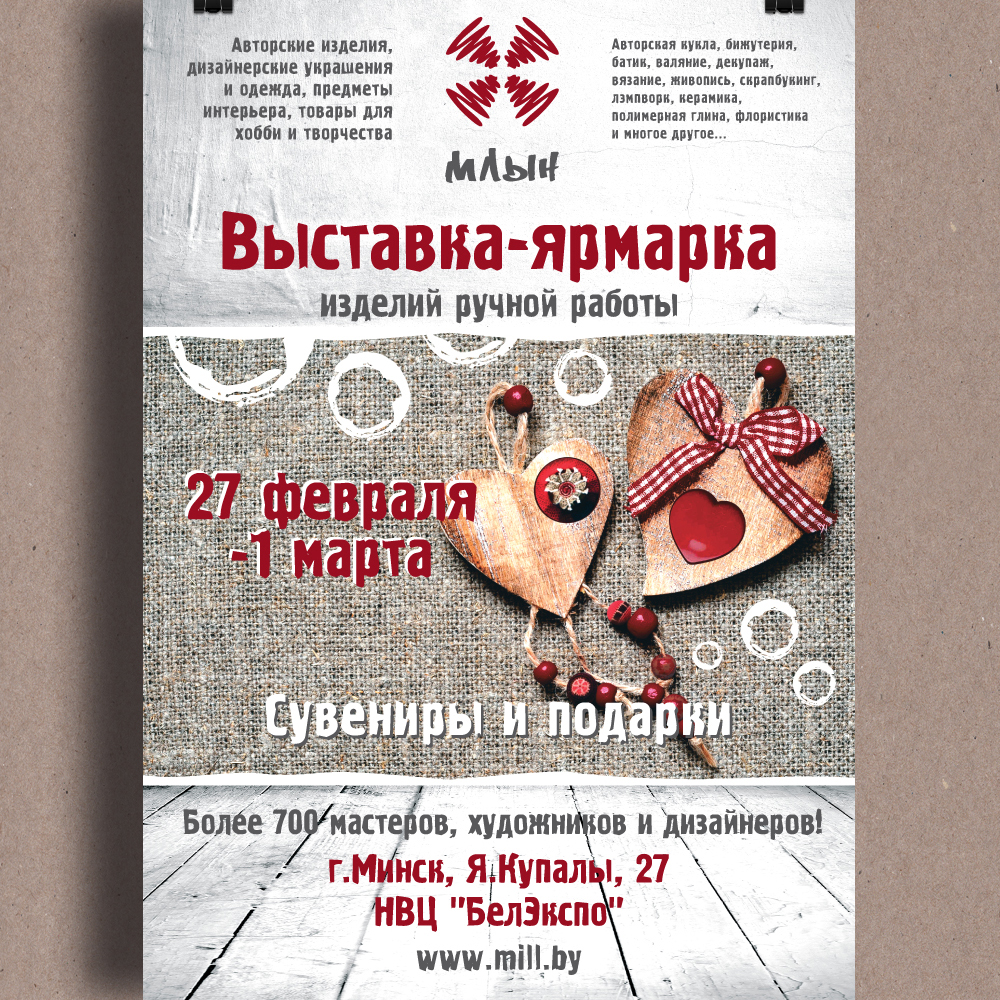 Авторские изделия,
дизайнерские украшения
и одежда, предметы
интерьера, товары для
хобби и творчества
Авторская кукла, бижутерия,
батик, валяние, декупаж,
вязание, живопись, скрапбукинг,
лэмпворк, керамика,
полимерная глина, флористика
и многое другое...
млын
Выставка-ярмарка
изделий ручной работы
27 февраля
-1 марта
Сувениры и подарки
Более 700 мастеров, художников и дизайнеров!
г.Минск, Я.Купалы, 27
НВЦ "БелЭкспо"
www.mill.by